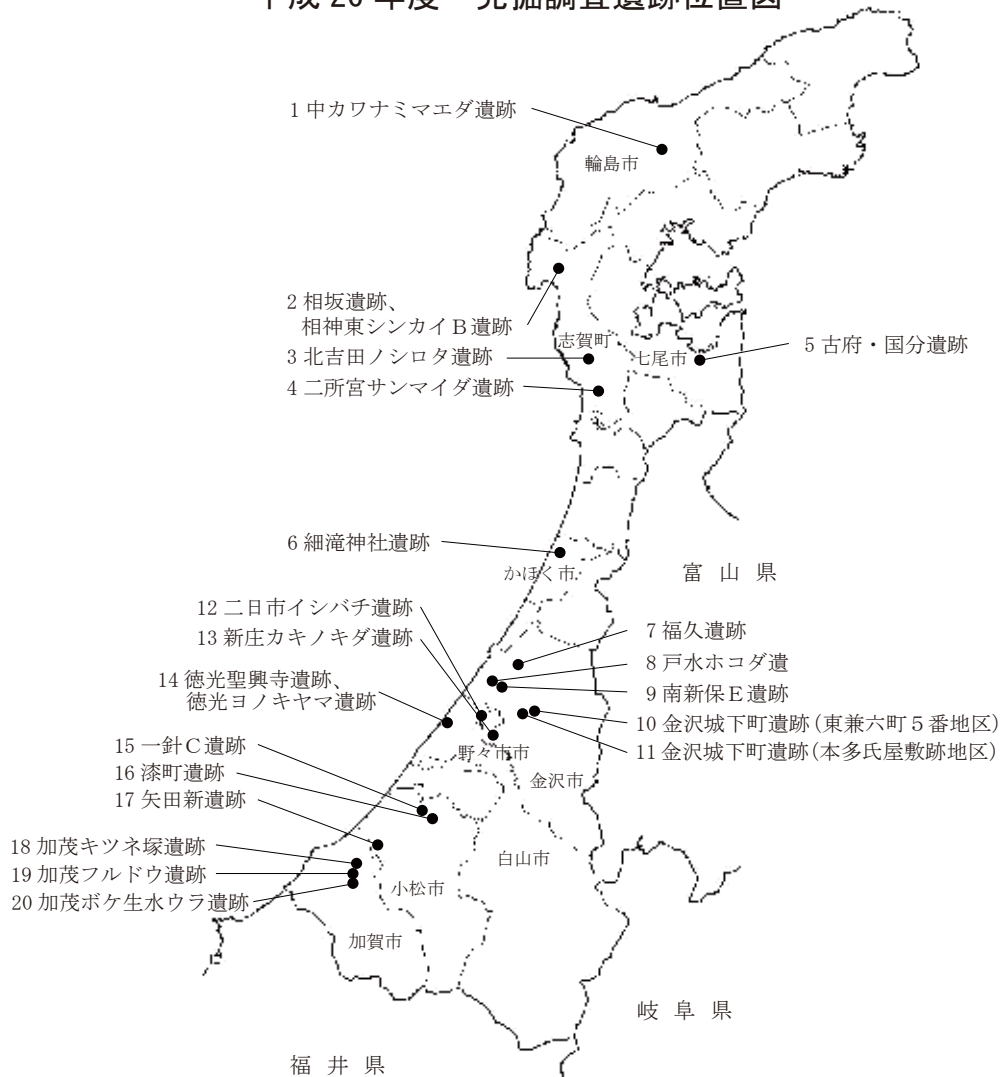 平成 20 年度　発掘調査遺跡位置図
1 中カワナミマエダ遺跡
輪島市
2 相坂遺跡、
相神東シンカイB遺跡
志賀町
3 北吉田ノシロタ遺跡
七尾市
5 古府・国分遺跡
4 二所宮サンマイダ遺跡
6 細滝神社遺跡
かほく市
富 山 県
12 二日市イシバチ遺跡
13 新庄カキノキダ遺跡
7 福久遺跡
8 戸水ホコダ遺
14 徳光聖興寺遺跡、
徳光ヨノキヤマ遺跡
9 南新保E遺跡
10 金沢城下町遺跡(東兼六町5番地区)
11 金沢城下町遺跡(本多氏屋敷跡地区)
15 一針C遺跡
野々市市
16 漆町遺跡
金沢市
17 矢田新遺跡
18 加茂キツネ塚遺跡
白山市
19 加茂フルドウ遺跡
小松市
20 加茂ボケ生水ウラ遺跡
加賀市
岐 阜 県
福 井 県